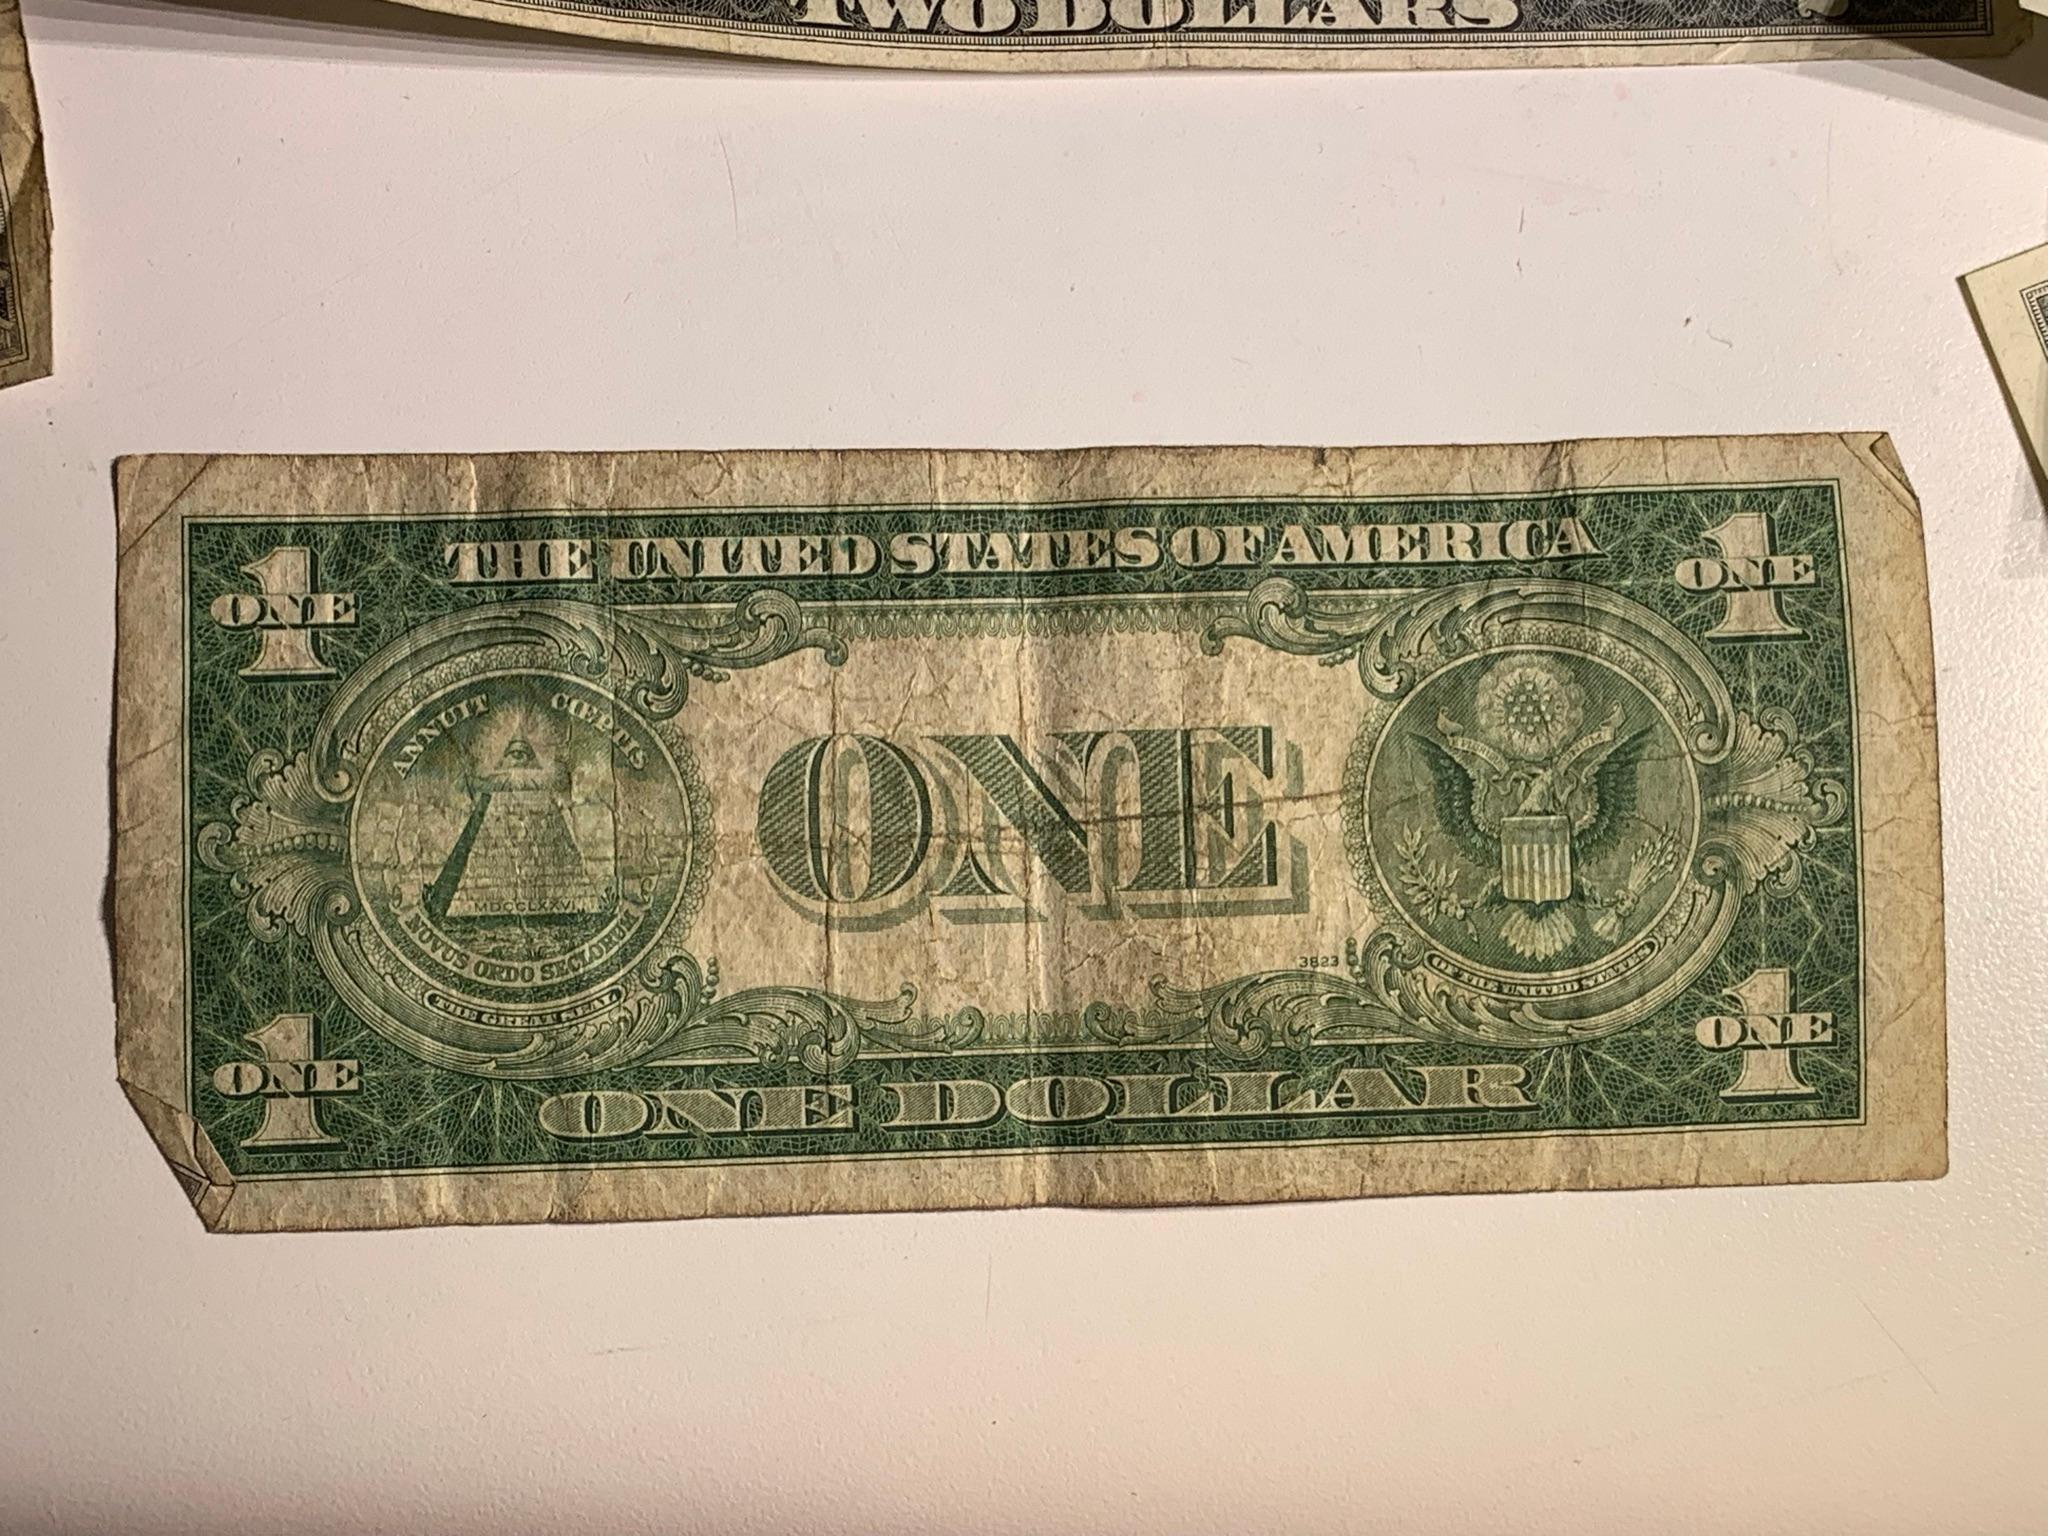 TWO DOLLARS
THE UNITED STATES OF AMERICA
1
ONE
1
ONE
ANNUIT CŒPTIS
MDCCLXXVI
NOVUS ORDO SECLORUM
THE GREAT SEAL
ONE
3823
OF THE UNITED STATES
1
ONE
1
ONE
ONE DOLLAR